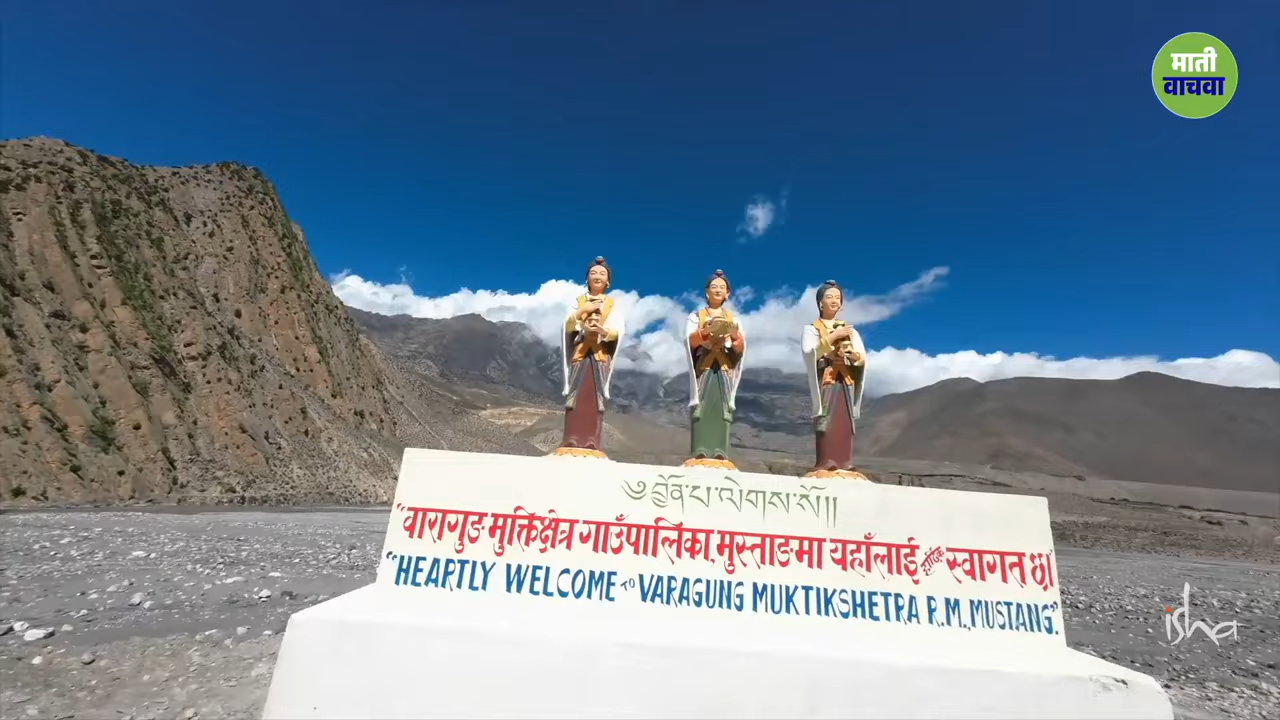 माती
वाचवा
༄ བྱོན་པ་ལེགས་སོ།།
"वारागुङ मुक्तिक्षेत्र गाउँपालिका, मुस्ताङमा यहाँलाई हार्दिक स्वागत छ।"
"HEARTLY WELCOME TO VARAGUNG MUKTIKSHETRA R.M., MUSTANG."
isha